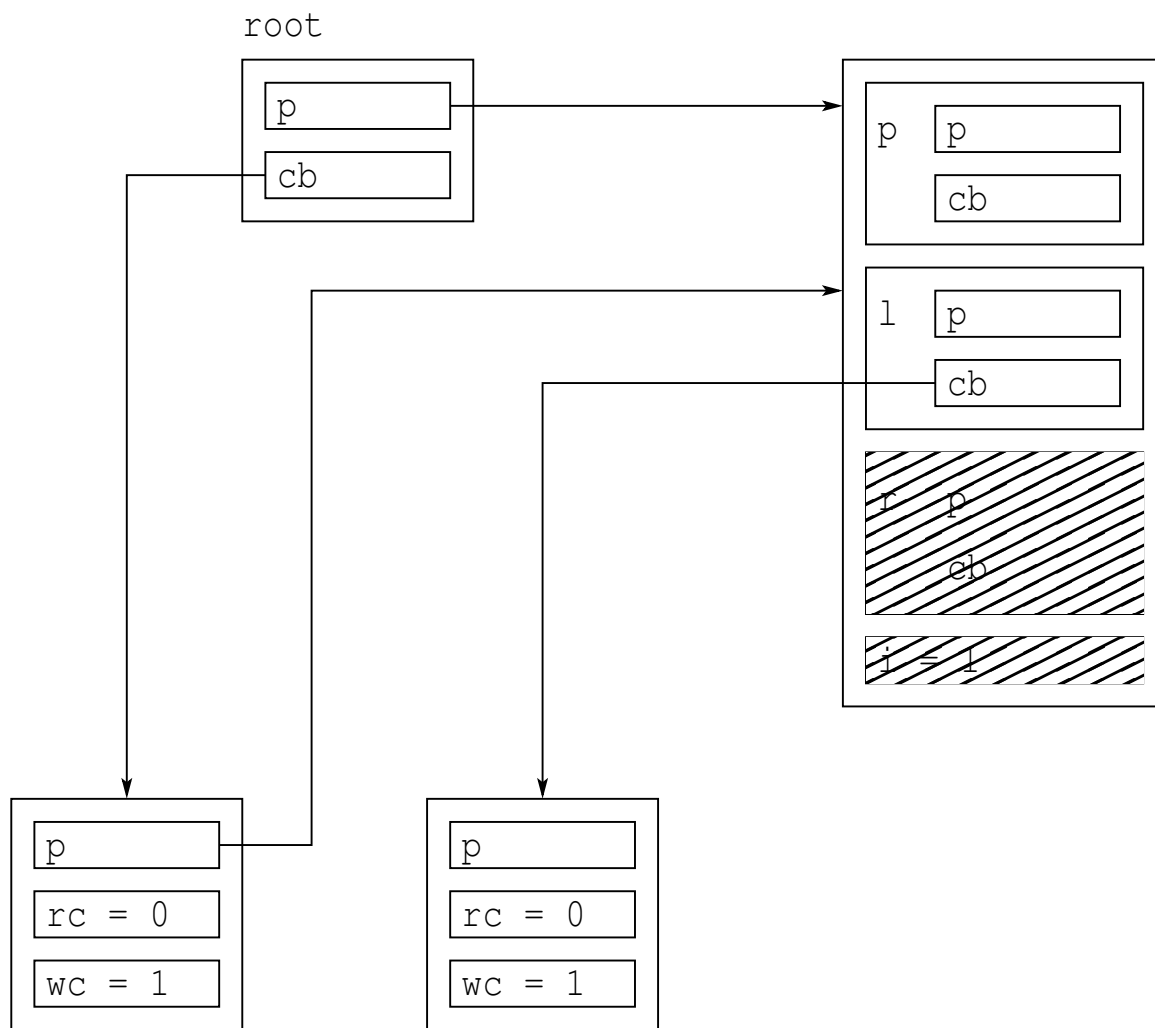 root
p
cb
p p
cb
l p
cb
r p
cb
i = 1
p
rc = 0
wc = 1
p
rc = 0
wc = 1